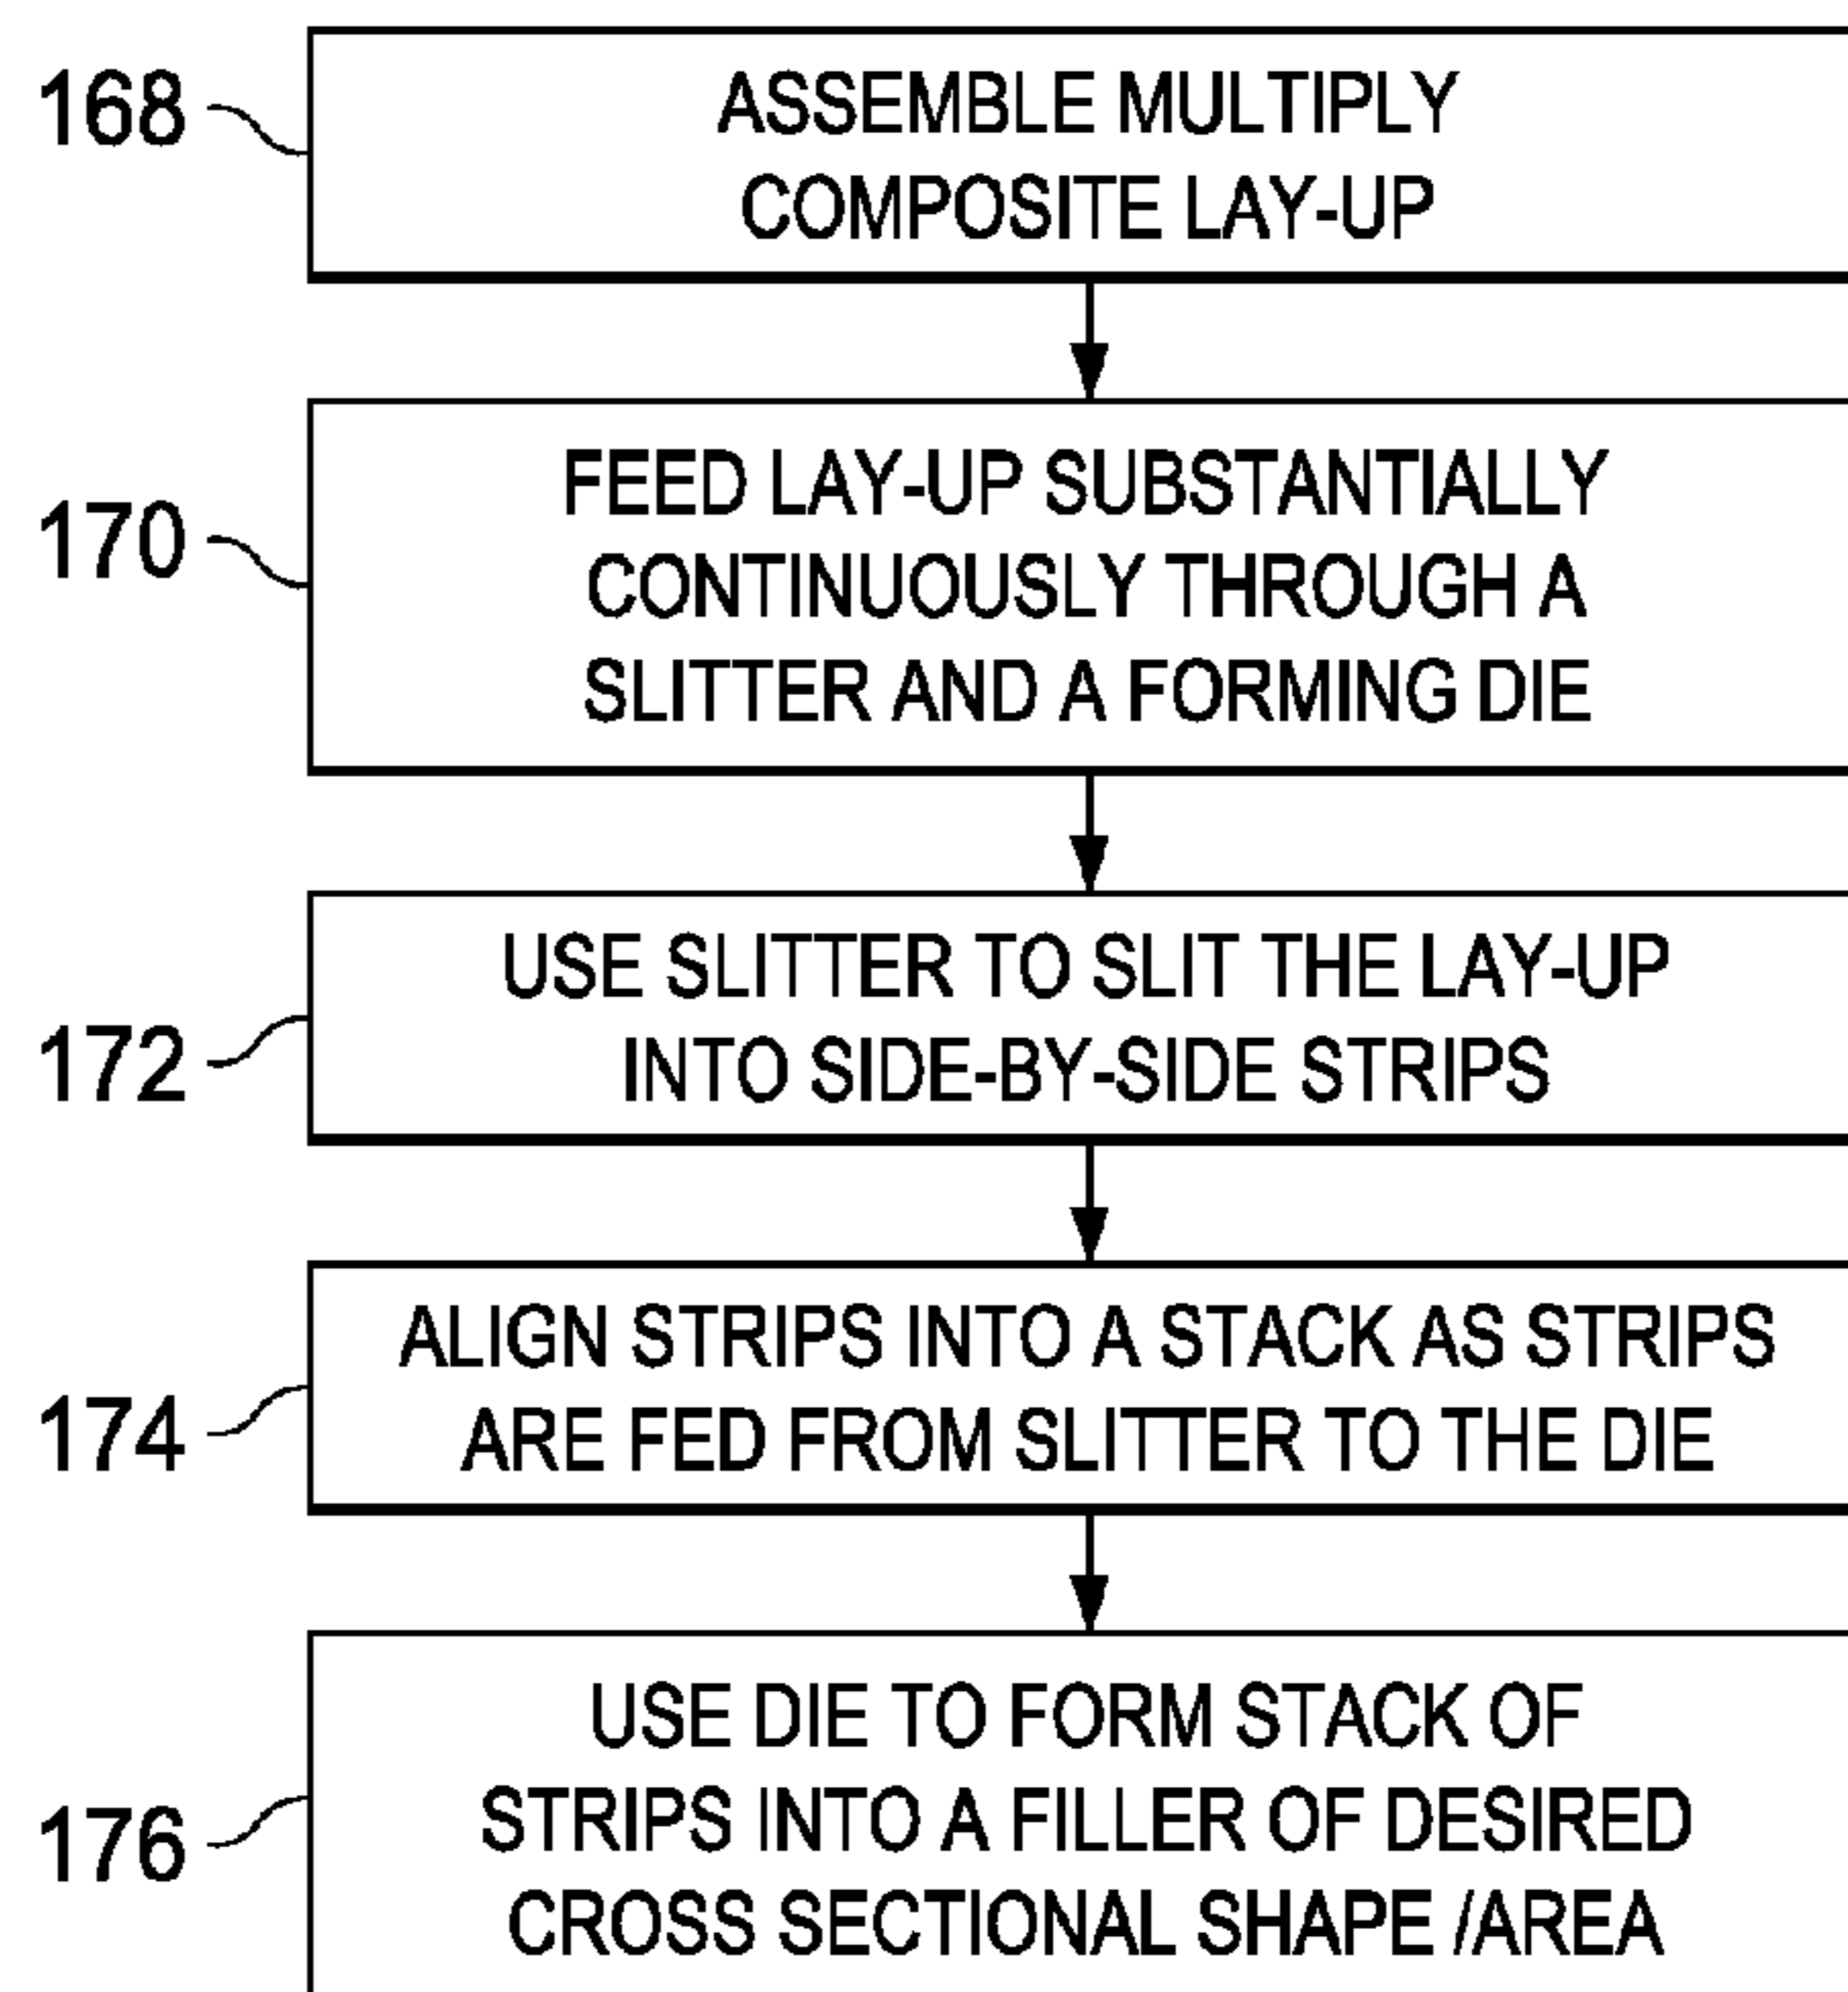 168
ASSEMBLE MULTIPLY
COMPOSITE LAY-UP
170
FEED LAY-UP SUBSTANTIALLY
CONTINUOUSLY THROUGH A
SLITTER AND A FORMING DIE
172
USE SLITTER TO SLIT THE LAY-UP
INTO SIDE-BY-SIDE STRIPS
174
ALIGN STRIPS INTO A STACK AS STRIPS
ARE FED FROM SLITTER TO THE DIE
176
USE DIE TO FORM STACK OF
STRIPS INTO A FILLER OF DESIRED
CROSS SECTIONAL SHAPE /AREA